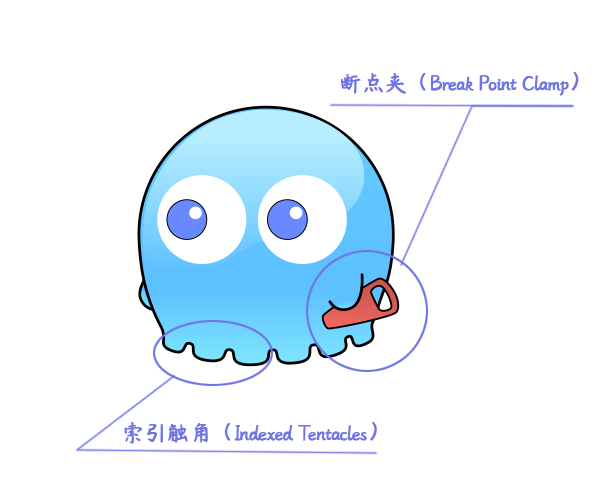 断点夹（Break Point Clamp）
索引触角（Indexed Tentacles）